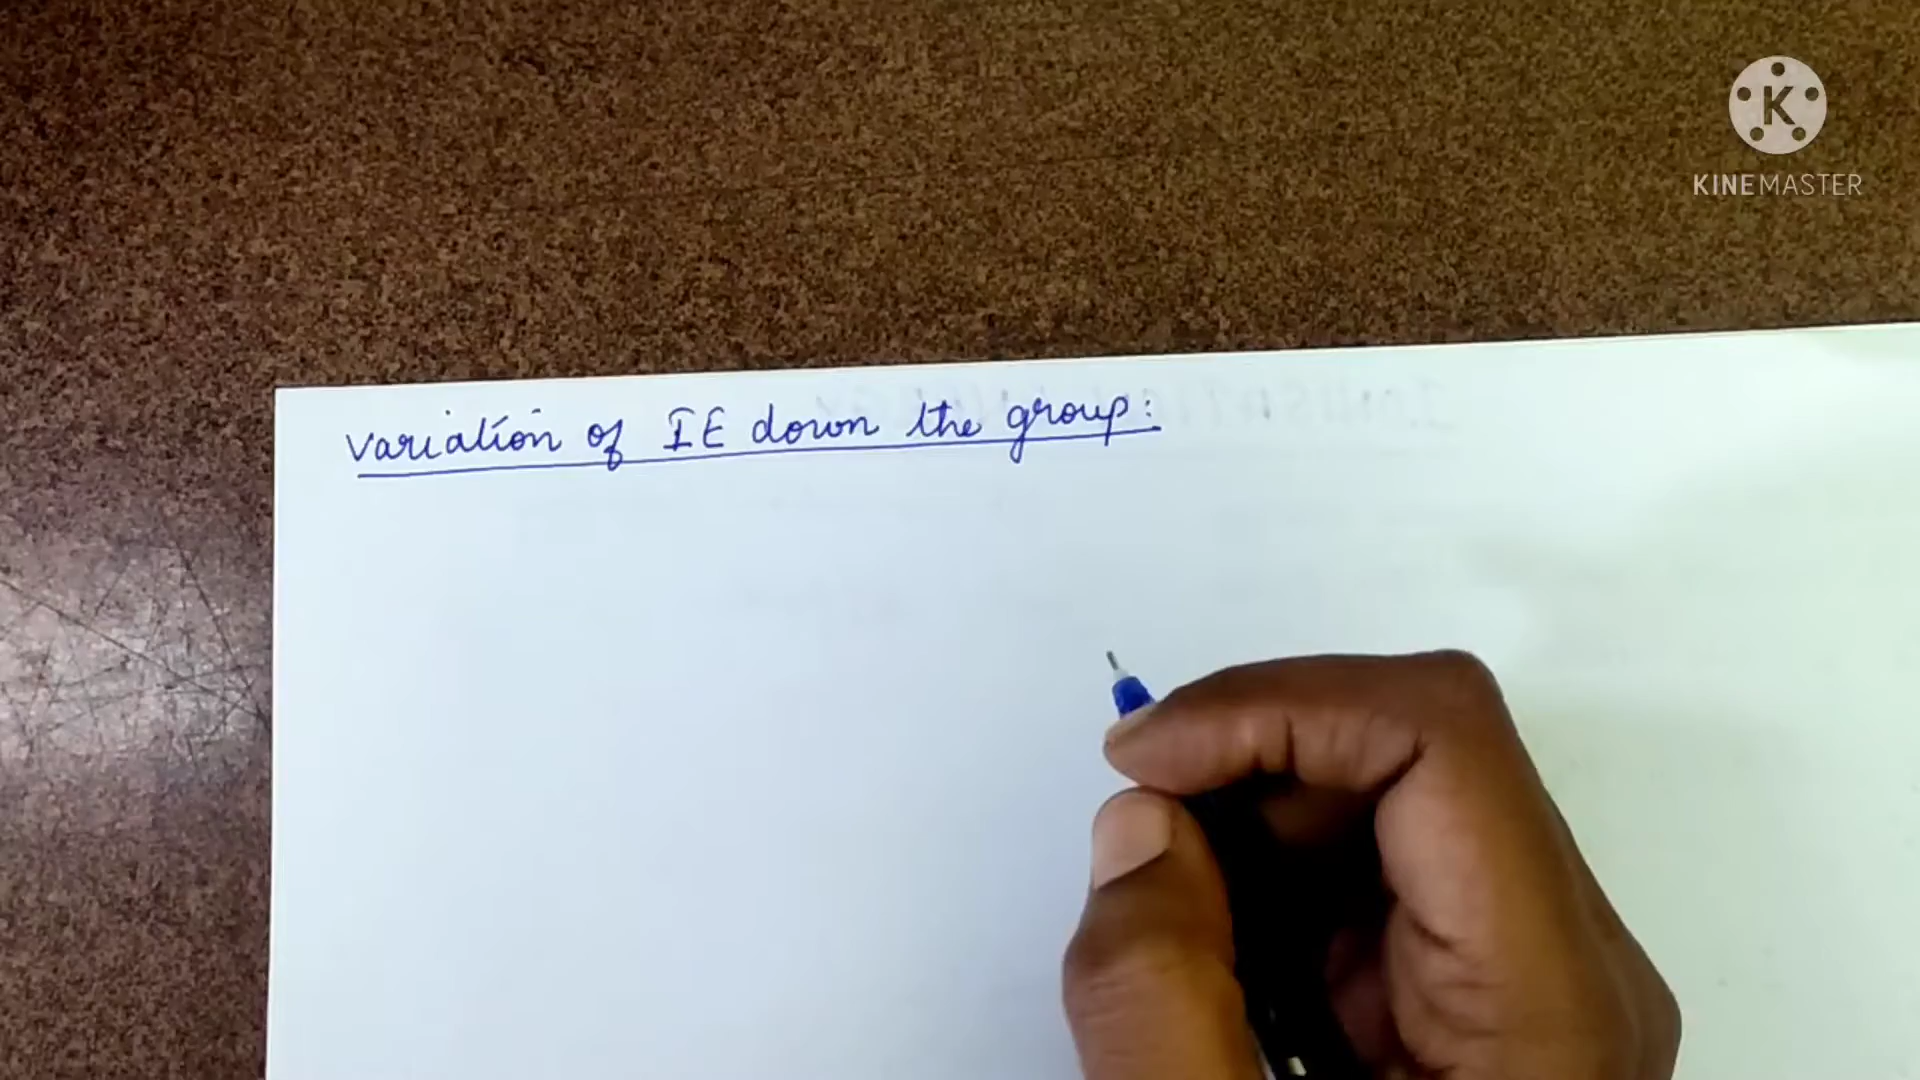 K
KINEMASTER
Variation of IE down the group: